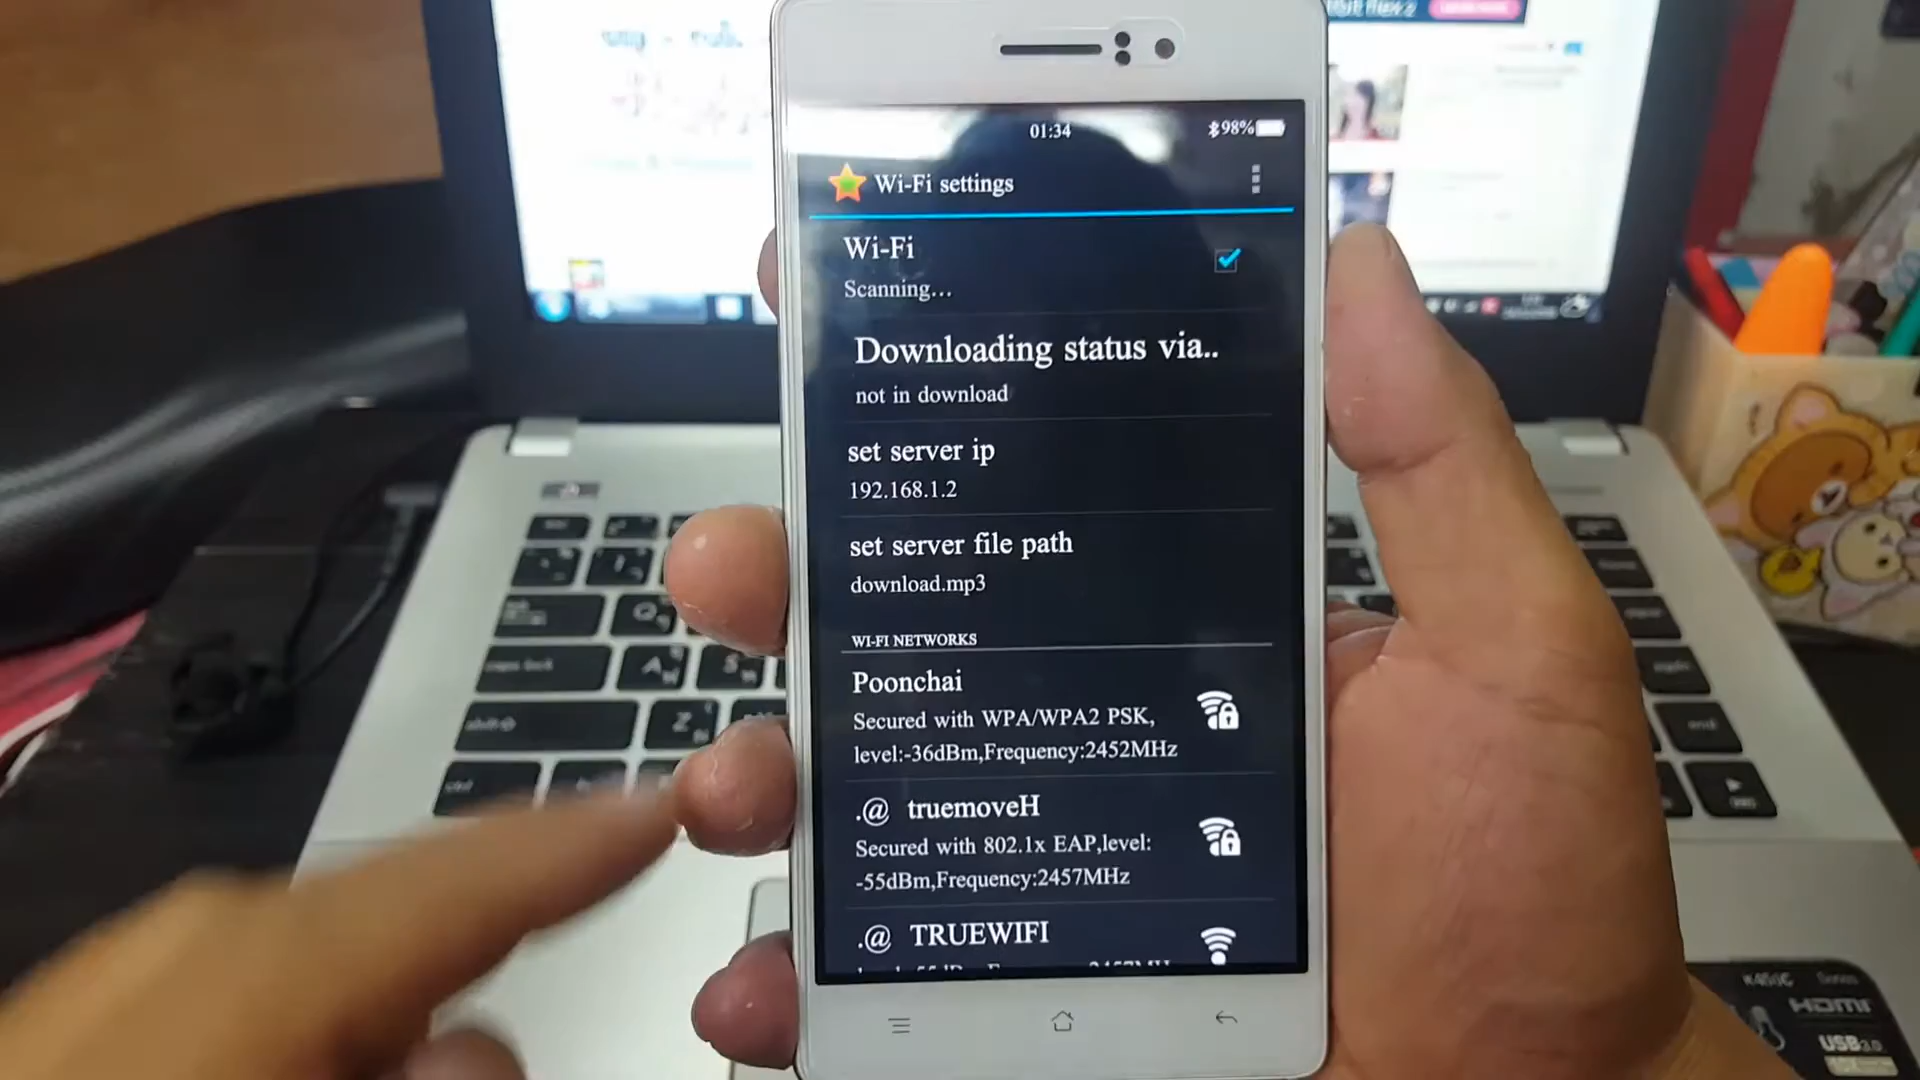 01:34
98%
Wi-Fi settings
Wi-Fi
Scanning...
Downloading status via..
not in download
set server ip
192.168.1.2
set server file path
download.mp3
WI-FI NETWORKS
Poonchai
Secured with WPA/WPA2 PSK,
level:-36dBm,Frequency:2452MHz
.@ truemoveH
Secured with 802.1x EAP,level:
-55dBm,Frequency:2457MHz
.@ TRUEWIFI
Q
A
S
Z
HDMI
USB3.0